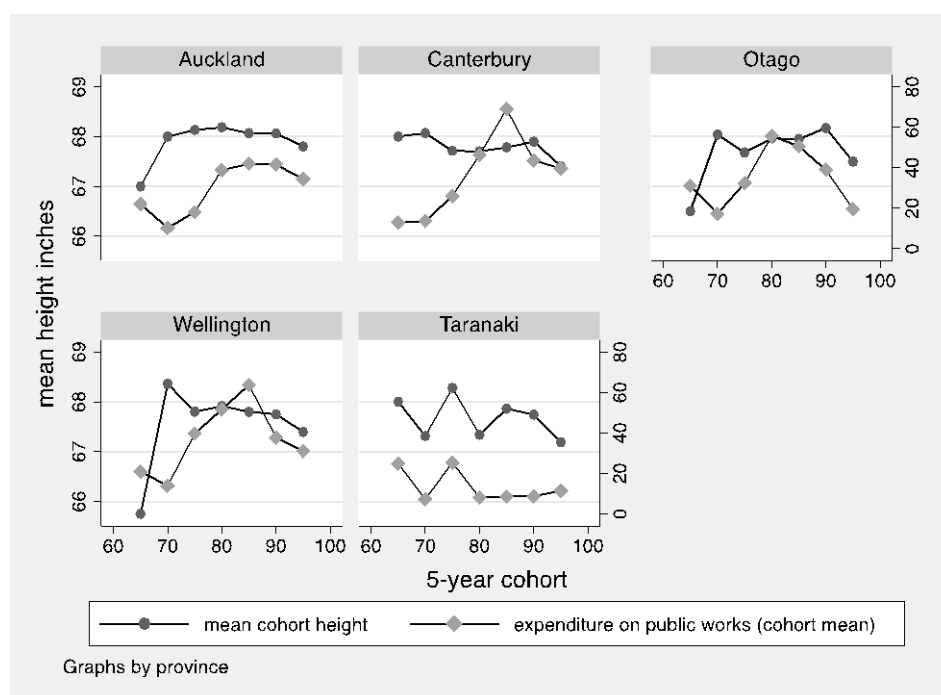 Auckland
Canterbury
Otago
69
68
67
66
80
60
40
20
0
60 70 80 90 100
mean height inches
Wellington
Taranaki
69
68
67
66
80
60
40
20
0
60 70 80 90 100
60 70 80 90 100
5-year cohort
mean cohort height
expenditure on public works (cohort mean)
Graphs by province